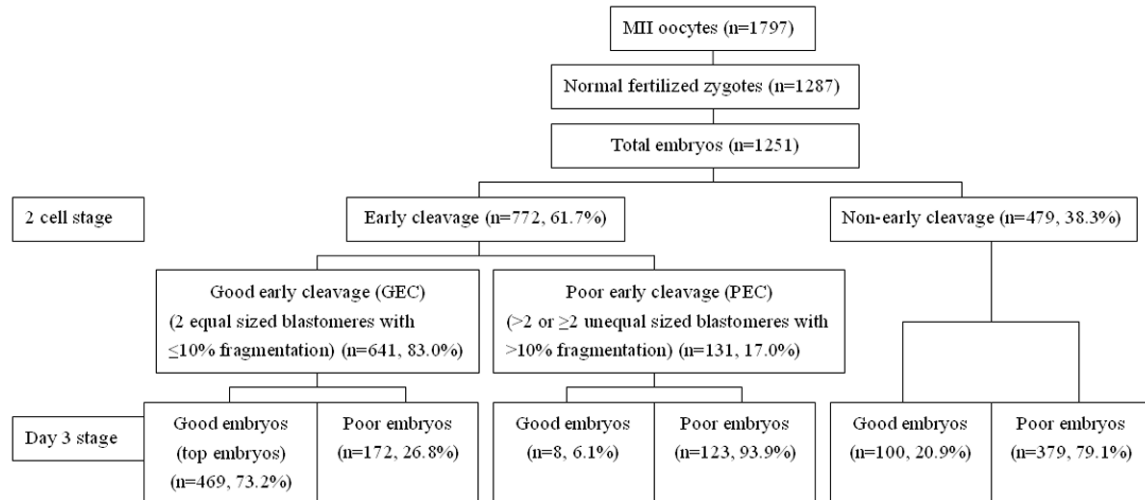 MII oocytes (n=1797)
Normal fertilized zygotes (n=1287)
Total embryos (n=1251)
2 cell stage
Early cleavage (n=772, 61.7%)
Non-early cleavage (n=479, 38.3%)
Good early cleavage (GEC)
(2 equal sized blastomeres with
≤10% fragmentation) (n=641, 83.0%)
Poor early cleavage (PEC)
(>2 or ≥2 unequal sized blastomeres with
>10% fragmentation) (n=131, 17.0%)
Day 3 stage
Good embryos
(top embryos)
(n=469, 73.2%)
Poor embryos
(n=172, 26.8%)
Good embryos
(n=8, 6.1%)
Poor embryos
(n=123, 93.9%)
Good embryos
(n=100, 20.9%)
Poor embryos
(n=379, 79.1%)